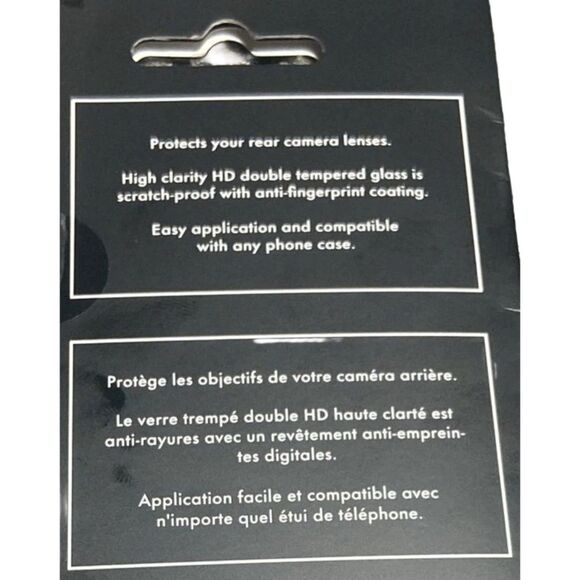 Protects your rear camera lenses.
High clarity HD double tempered glass is
scratch-proof with anti-fingerprint coating.
Easy application and compatible
with any phone case.
Protège les objectifs de votre caméra arrière.
Le verre trempé double HD haute clarté est
anti-rayures avec un revêtement anti-emprein-
tes digitales.
Application facile et compatible avec
n'importe quel étui de téléphone.